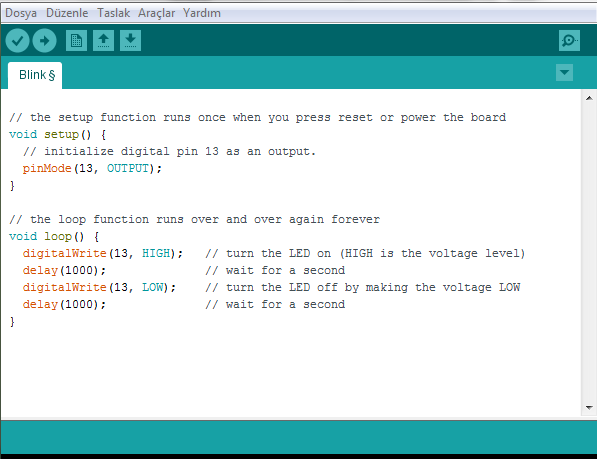 Dosya Düzenle Taslak Araçlar Yardım
Blink §
// the setup function runs once when you press reset or power the board
void setup() {
  // initialize digital pin 13 as an output.
  pinMode(13, OUTPUT);
}
// the loop function runs over and over again forever
void loop() {
  digitalWrite(13, HIGH);   // turn the LED on (HIGH is the voltage level)
  delay(1000);              // wait for a second
  digitalWrite(13, LOW);    // turn the LED off by making the voltage LOW
  delay(1000);              // wait for a second
}